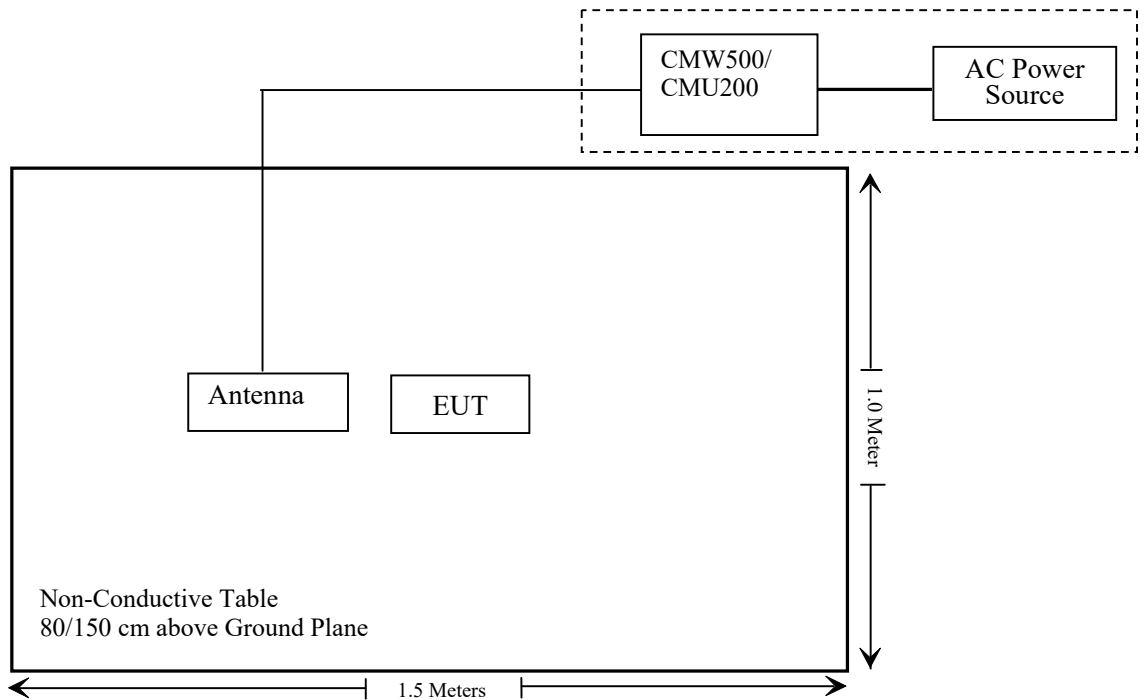 CMW500/
CMU200
AC Power
Source
Antenna
EUT
1.0 Meter
Non-Conductive Table
80/150 cm above Ground Plane
1.5 Meters